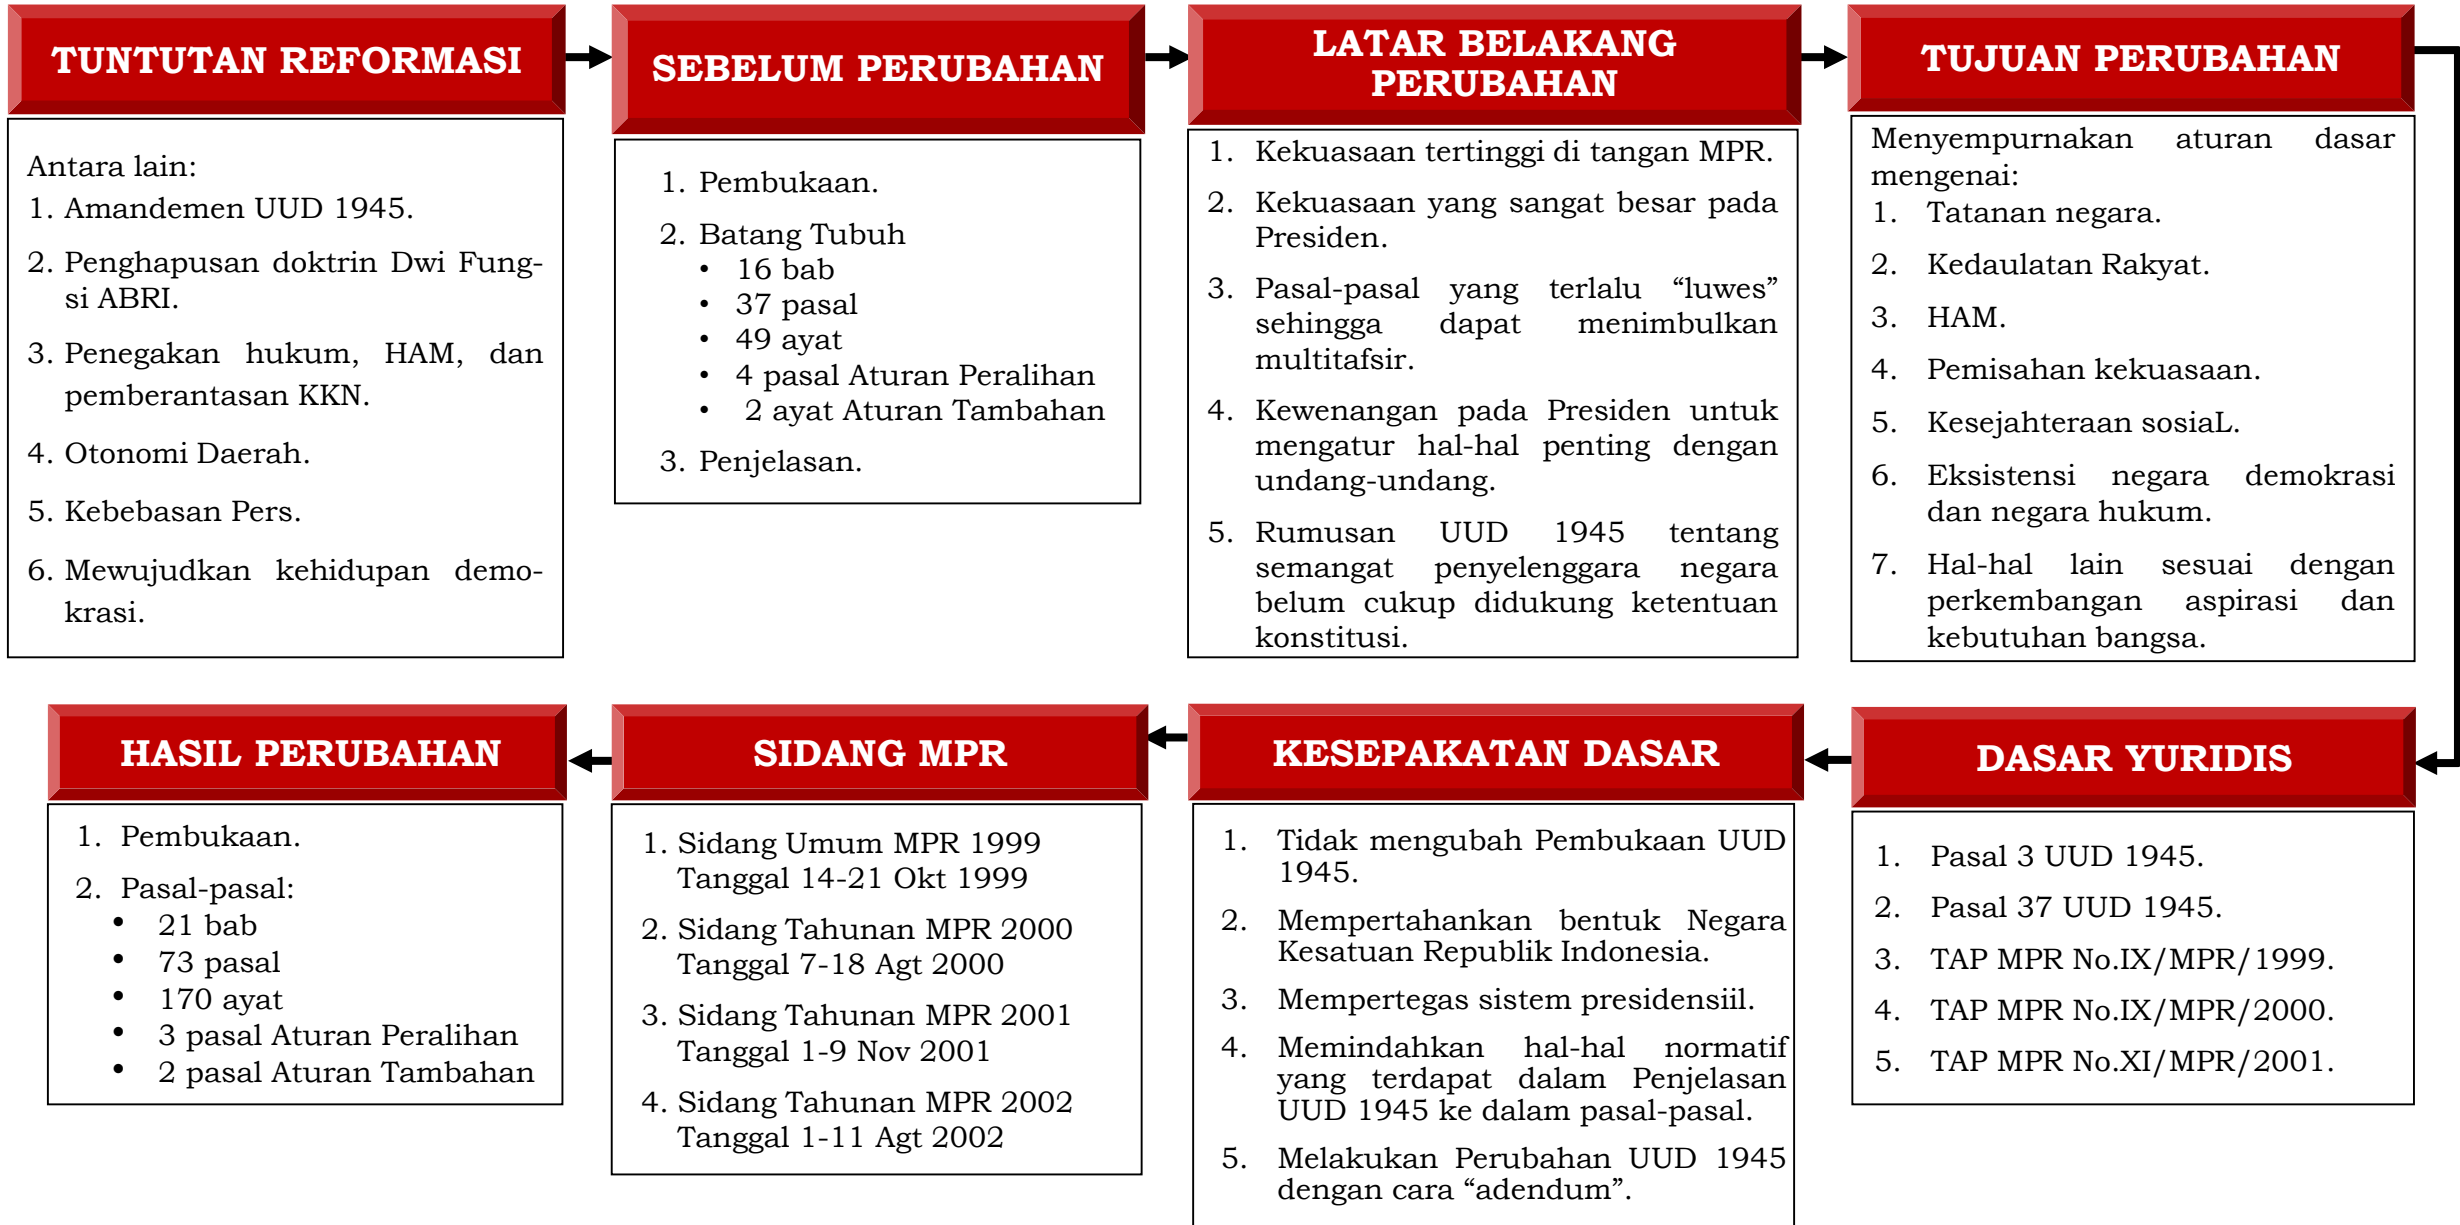 TUNTUTAN REFORMASI
Antara lain:
1. Amandemen UUD 1945.
2. Penghapusan doktrin Dwi Fung-
si ABRI.
3. Penegakan hukum, HAM, dan
pemberantasan KKN.
4. Otonomi Daerah.
5. Kebebasan Pers.
6. Mewujudkan kehidupan demo-
krasi.
SEBELUM PERUBAHAN
1. Pembukaan.
2. Batang Tubuh
• 16 bab
• 37 pasal
• 49 ayat
• 4 pasal Aturan Peralihan
• 2 ayat Aturan Tambahan
3. Penjelasan.
LATAR BELAKANG
PERUBAHAN
1. Kekuasaan tertinggi di tangan MPR.
2. Kekuasaan yang sangat besar pada
Presiden.
3. Pasal-pasal yang terlalu “luwes”
sehingga dapat menimbulkan
multitafsir.
4. Kewenangan pada Presiden untuk
mengatur hal-hal penting dengan
undang-undang.
5. Rumusan UUD 1945 tentang
semangat penyelenggara negara
belum cukup didukung ketentuan
konstitusi.
TUJUAN PERUBAHAN
Menyempurnakan aturan dasar
mengenai:
1. Tatanan negara.
2. Kedaulatan Rakyat.
3. HAM.
4. Pemisahan kekuasaan.
5. Kesejahteraan sosiaL.
6. Eksistensi negara demokrasi
dan negara hukum.
7. Hal-hal lain sesuai dengan
perkembangan aspirasi dan
kebutuhan bangsa.
DASAR YURIDIS
1. Pasal 3 UUD 1945.
2. Pasal 37 UUD 1945.
3. TAP MPR No.IX/MPR/1999.
4. TAP MPR No.IX/MPR/2000.
5. TAP MPR No.XI/MPR/2001.
KESEPAKATAN DASAR
1. Tidak mengubah Pembukaan UUD
1945.
2. Mempertahankan bentuk Negara
Kesatuan Republik Indonesia.
3. Mempertegas sistem presidensiil.
4. Memindahkan hal-hal normatif
yang terdapat dalam Penjelasan
UUD 1945 ke dalam pasal-pasal.
5. Melakukan Perubahan UUD 1945
dengan cara “adendum”.
SIDANG MPR
1. Sidang Umum MPR 1999
Tanggal 14-21 Okt 1999
2. Sidang Tahunan MPR 2000
Tanggal 7-18 Agt 2000
3. Sidang Tahunan MPR 2001
Tanggal 1-9 Nov 2001
4. Sidang Tahunan MPR 2002
Tanggal 1-11 Agt 2002
HASIL PERUBAHAN
1. Pembukaan.
2. Pasal-pasal:
• 21 bab
• 73 pasal
• 170 ayat
• 3 pasal Aturan Peralihan
• 2 pasal Aturan Tambahan